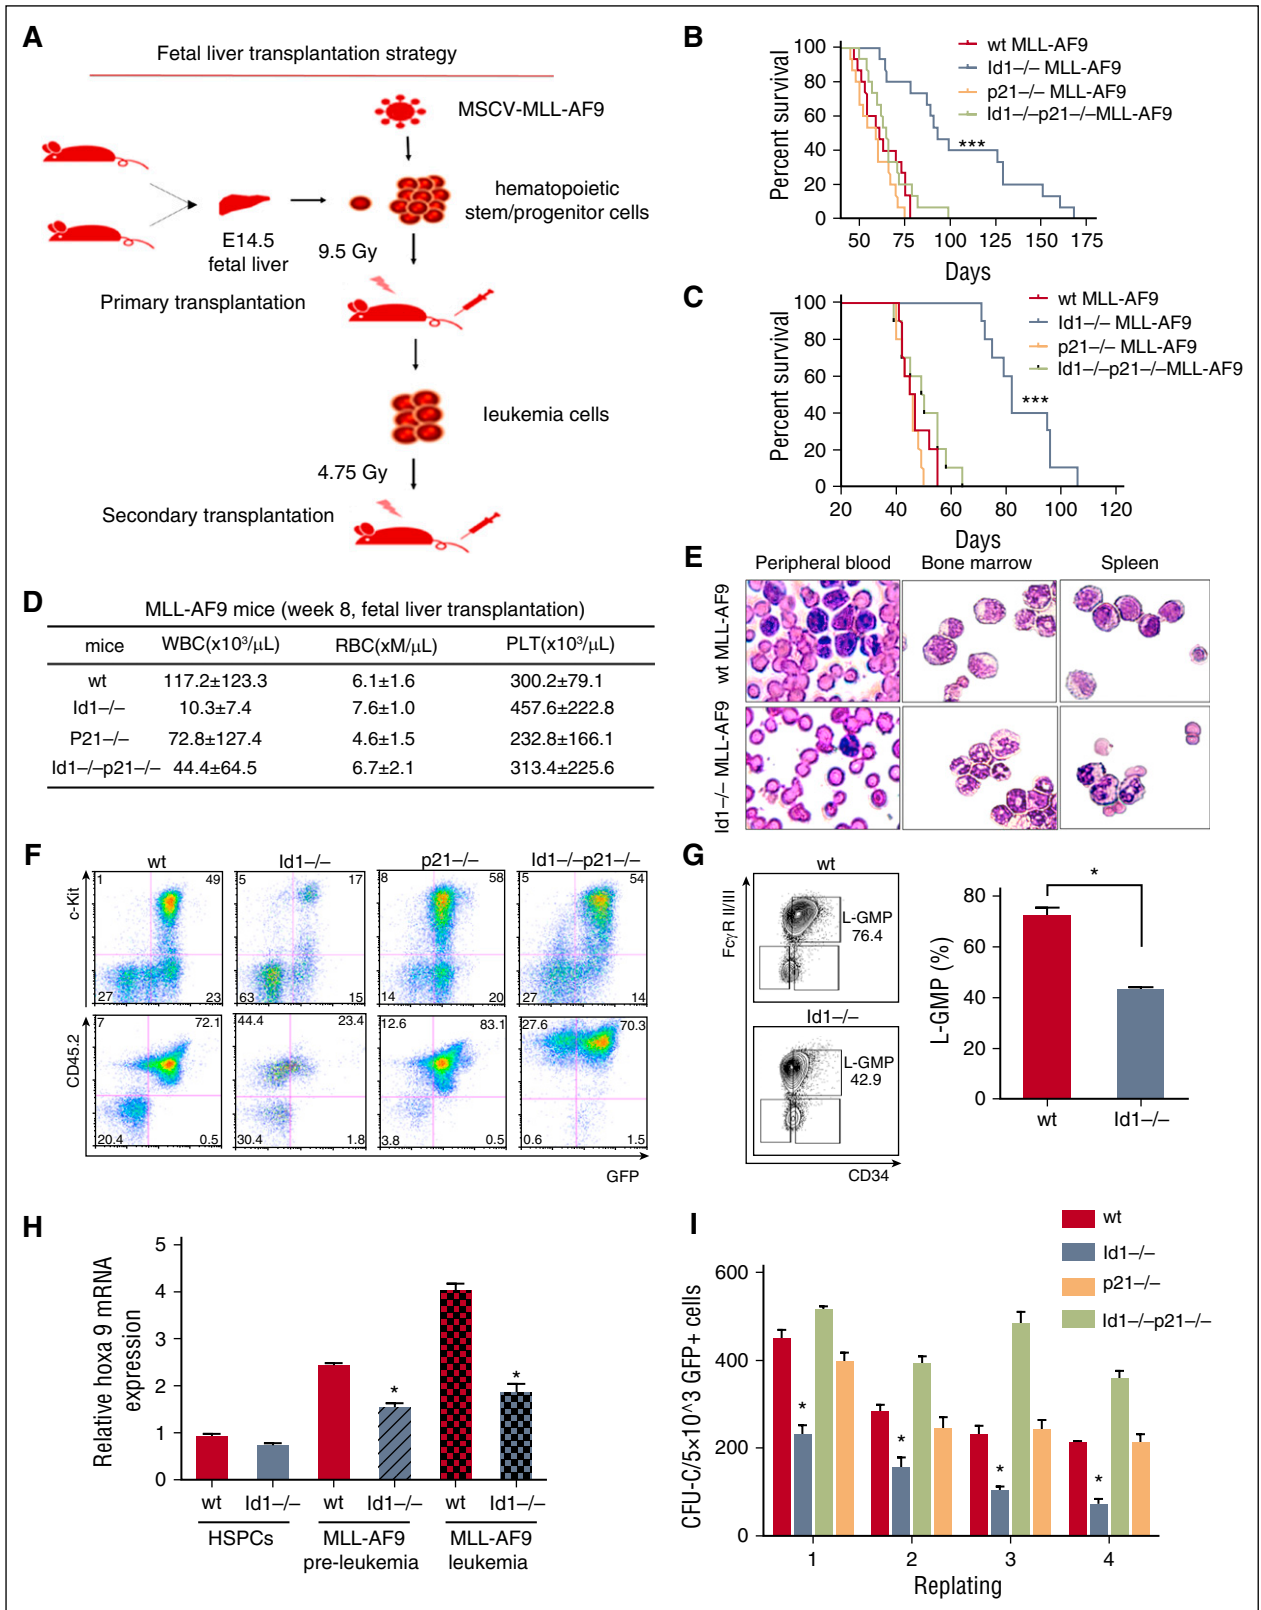 A
Fetal liver transplantation strategy
MSCV-MLL-AF9
hematopoietic
stem/progenitor cells
E14.5
fetal liver
9.5 Gy
Primary transplantation
leukemia cells
4.75 Gy
Secondary transplantation
B
Percent survival
100
80
60
40
20
0
50 75 100 125 150 175
Days
wt MLL-AF9
Id1–/– MLL-AF9
p21–/– MLL-AF9
Id1–/–p21–/–MLL-AF9
***
C
Percent survival
100
80
60
40
20
0
20 40 60 80 100 120
Days
wt MLL-AF9
Id1–/– MLL-AF9
p21–/– MLL-AF9
Id1–/–p21–/–MLL-AF9
***
D
MLL-AF9 mice (week 8, fetal liver transplantation)
mice WBC(x10³/µL) RBC(xM/µL) PLT(x10³/µL)
wt 117.2±123.3 6.1±1.6 300.2±79.1
Id1–/– 10.3±7.4 7.6±1.0 457.6±222.8
P21–/– 72.8±127.4 4.6±1.5 232.8±166.1
Id1–/–p21–/– 44.4±64.5 6.7±2.1 313.4±225.6
E
Peripheral blood Bone marrow Spleen
wt MLL-AF9
Id1–/– MLL-AF9
F
wt Id1–/– p21–/– Id1–/–p21–/–
c-Kit
1 49 5 17 8 58 5 54
27 23 63 15 14 20 27 14
CD45.2
7 72.1 44.4 23.4 12.6 83.1 27.6 70.3
20.4 0.5 30.4 1.8 3.8 0.5 0.6 1.5
GFP
G
wt
FcγR II/III
L-GMP
76.4
Id1–/–
L-GMP
42.9
CD34
L-GMP (%)
80
60
40
20
0
*
wt Id1–/–
H
Relative hoxa 9 mRNA
expression
5
4
3
2
1
0
* *
wt Id1–/– wt Id1–/– wt Id1–/–
HSPCs MLL-AF9 MLL-AF9
pre-leukemia leukemia
I
wt
Id1–/–
p21–/–
Id1–/–p21–/–
CFU-C/5×10^3 GFP+ cells
600
400
200
0
* * * *
1 2 3 4
Replating